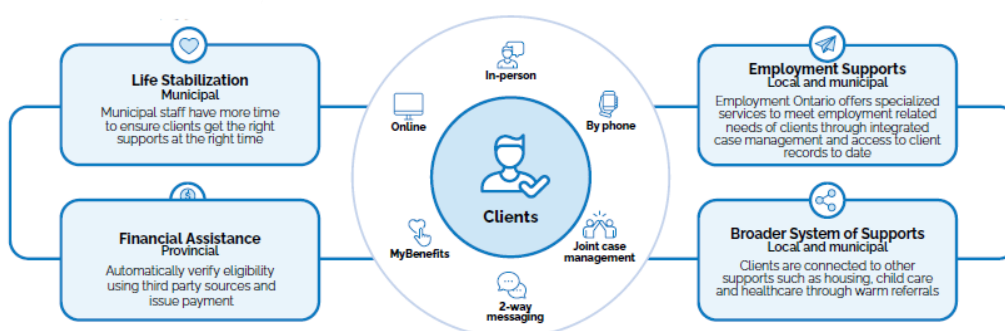 Life Stabilization
Municipal
Municipal staff have more time
to ensure clients get the right
supports at the right time
Financial Assistance
Provincial
Automatically verify eligibility
using third party sources and
issue payment
In-person
Online
By phone
Clients
MyBenefits
Joint case
management
2-way
messaging
Employment Supports
Local and municipal
Employment Ontario offers specialized
services to meet employment related
needs of clients through integrated
case management and access to client
records to date
Broader System of Supports
Local and municipal
Clients are connected to other
supports such as housing, child care
and healthcare through warm referrals